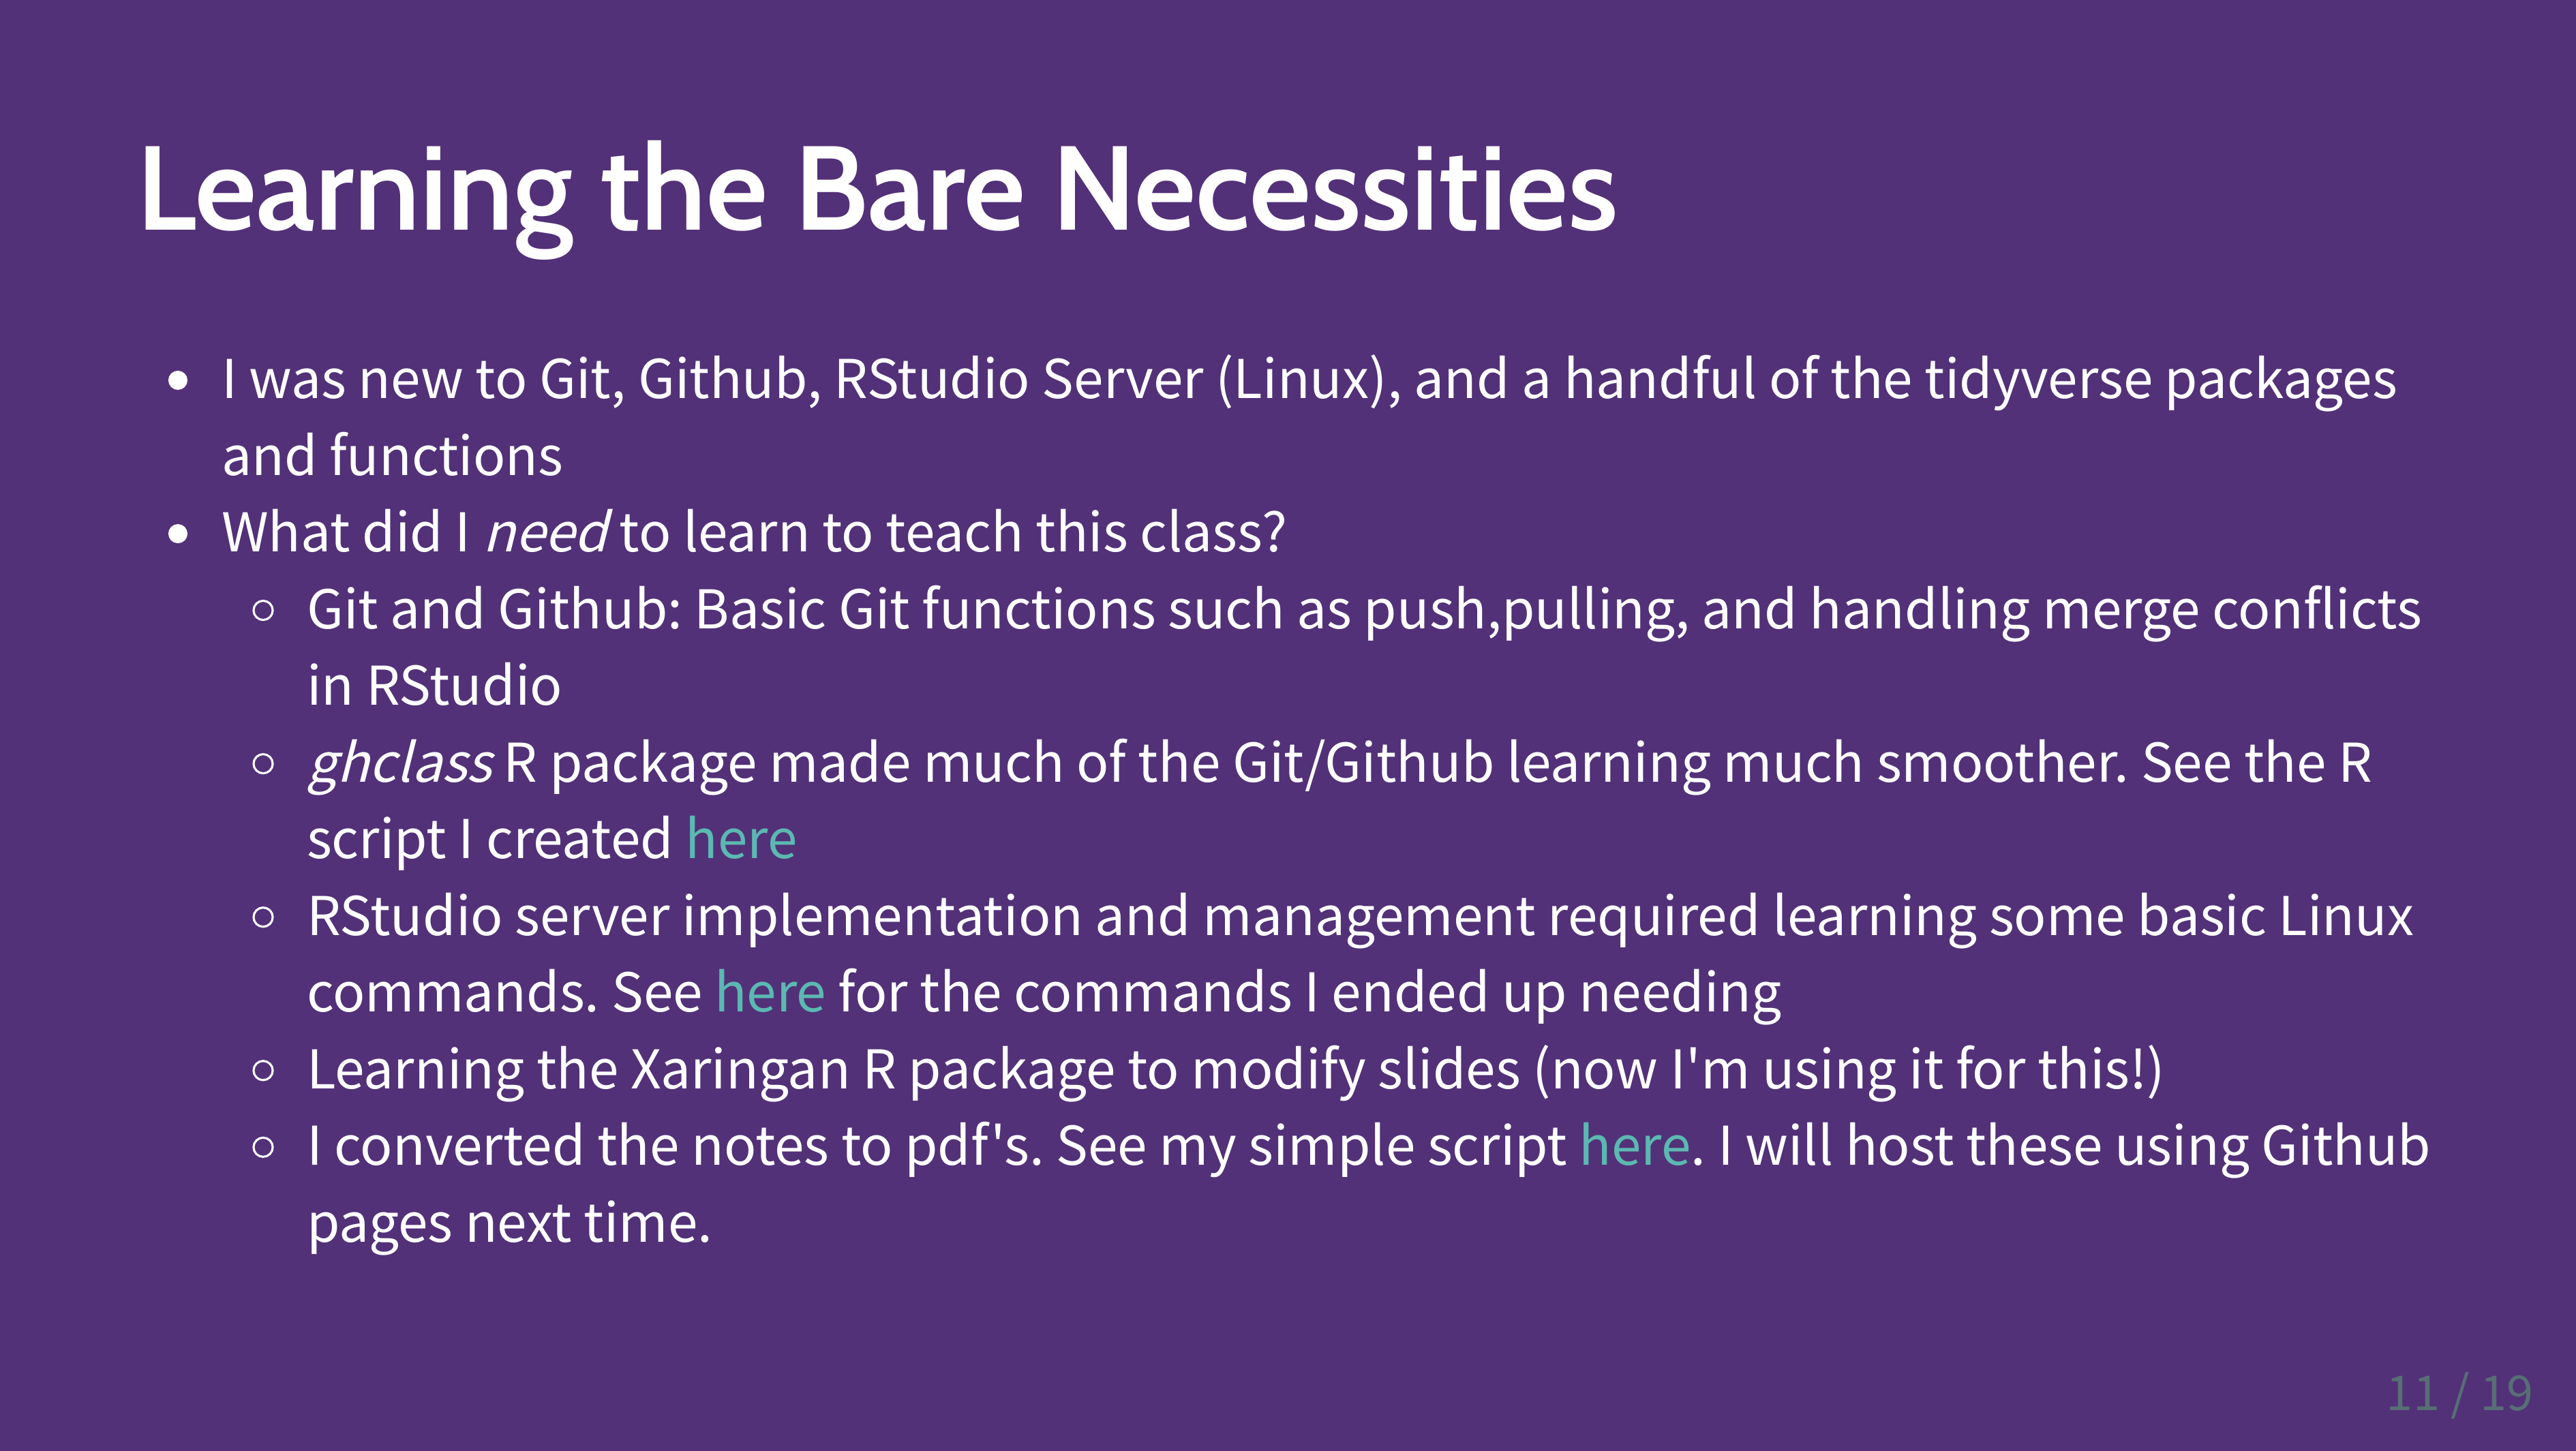 Learning the Bare Necessities
I was new to Git, Github, RStudio Server (Linux), and a handful of the tidyverse packages
and functions
What did I need to learn to teach this class?
Git and Github: Basic Git functions such as push,pulling, and handling merge conflicts
in RStudio
ghclass R package made much of the Git/Github learning much smoother. See the R
script I created here
RStudio server implementation and management required learning some basic Linux
commands. See here for the commands I ended up needing
Learning the Xaringan R package to modify slides (now I'm using it for this!)
I converted the notes to pdf's. See my simple script here. I will host these using Github
pages next time.
11 / 19